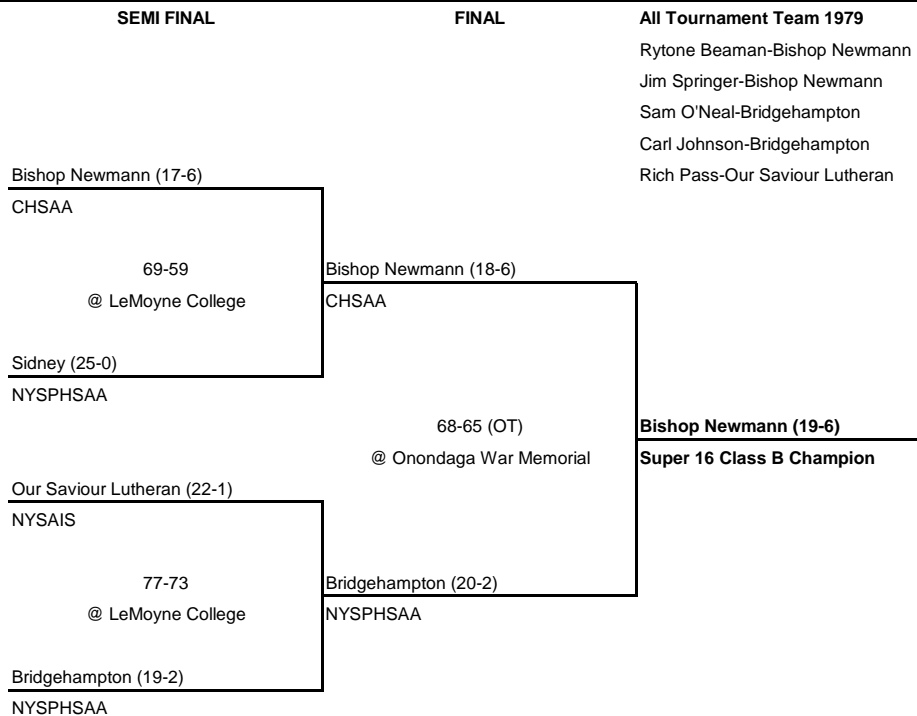 SEMI FINAL
FINAL
All Tournament Team 1979
Rytone Beaman-Bishop Newmann
Jim Springer-Bishop Newmann
Sam O'Neal-Bridgehampton
Carl Johnson-Bridgehampton
Rich Pass-Our Saviour Lutheran
Bishop Newmann (17-6)
CHSAA
69-59
@ LeMoyne College
Sidney (25-0)
NYSPHSAA
Bishop Newmann (18-6)
CHSAA
68-65 (OT)
@ Onondaga War Memorial
Bishop Newmann (19-6)
Super 16 Class B Champion
Our Saviour Lutheran (22-1)
NYSAIS
77-73
@ LeMoyne College
Bridgehampton (20-2)
NYSPHSAA
Bridgehampton (19-2)
NYSPHSAA